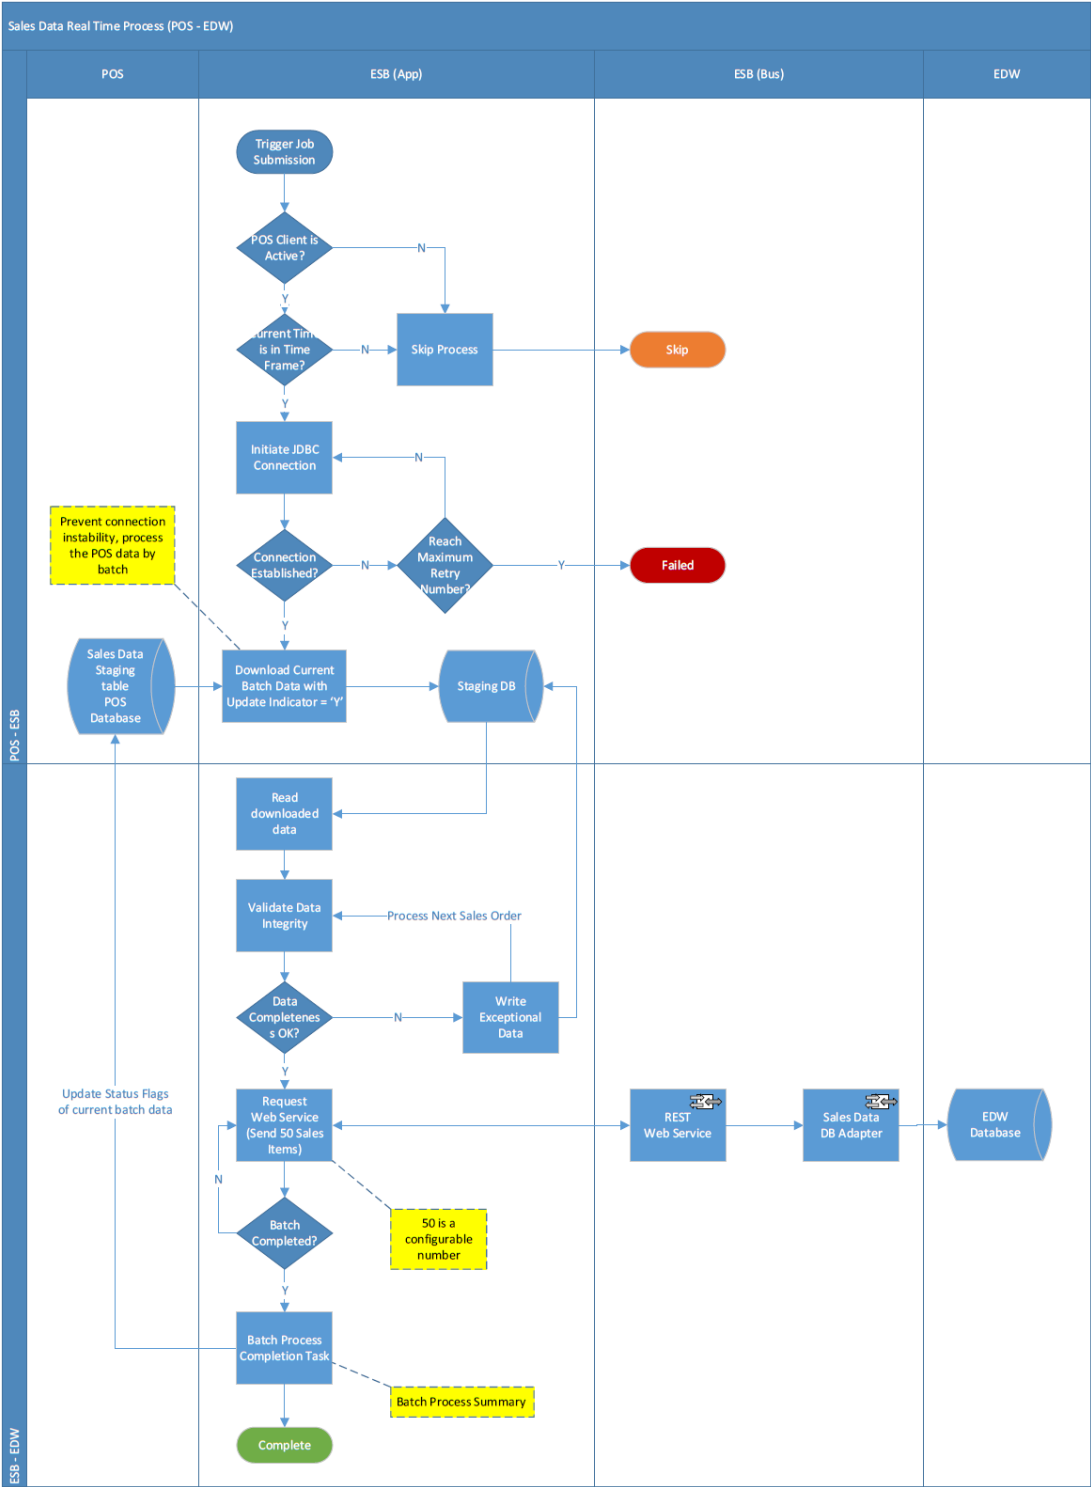 Sales Data Real Time Process (POS - EDW)
POS
ESB (App)
ESB (Bus)
EDW
POS - ESB
Trigger Job
Submission
POS Client is
Active?
N
Y
urrent Tim
is in Time
Frame?
N
Skip Process
Skip
Y
Initiate JDBC
Connection
N
Prevent connection
instability, process
the POS data by
batch
Connection
Established?
N
Reach
Maximum
Retry
Number?
Y
Failed
Y
Sales Data
Staging
table
POS
Database
Download Current
Batch Data with
Update Indicator = ‘Y’
Staging DB
ESB - EDW
Read
downloaded
data
Validate Data
Integrity
Process Next Sales Order
Data
Completenes
s OK?
N
Write
Exceptional
Data
Y
Update Status Flags
of current batch data
Request
Web Service
(Send 50 Sales
Items)
REST
Web Service
Sales Data
DB Adapter
EDW
Database
N
Batch
Completed?
50 is a
configurable
number
Y
Batch Process
Completion Task
Batch Process Summary
Complete